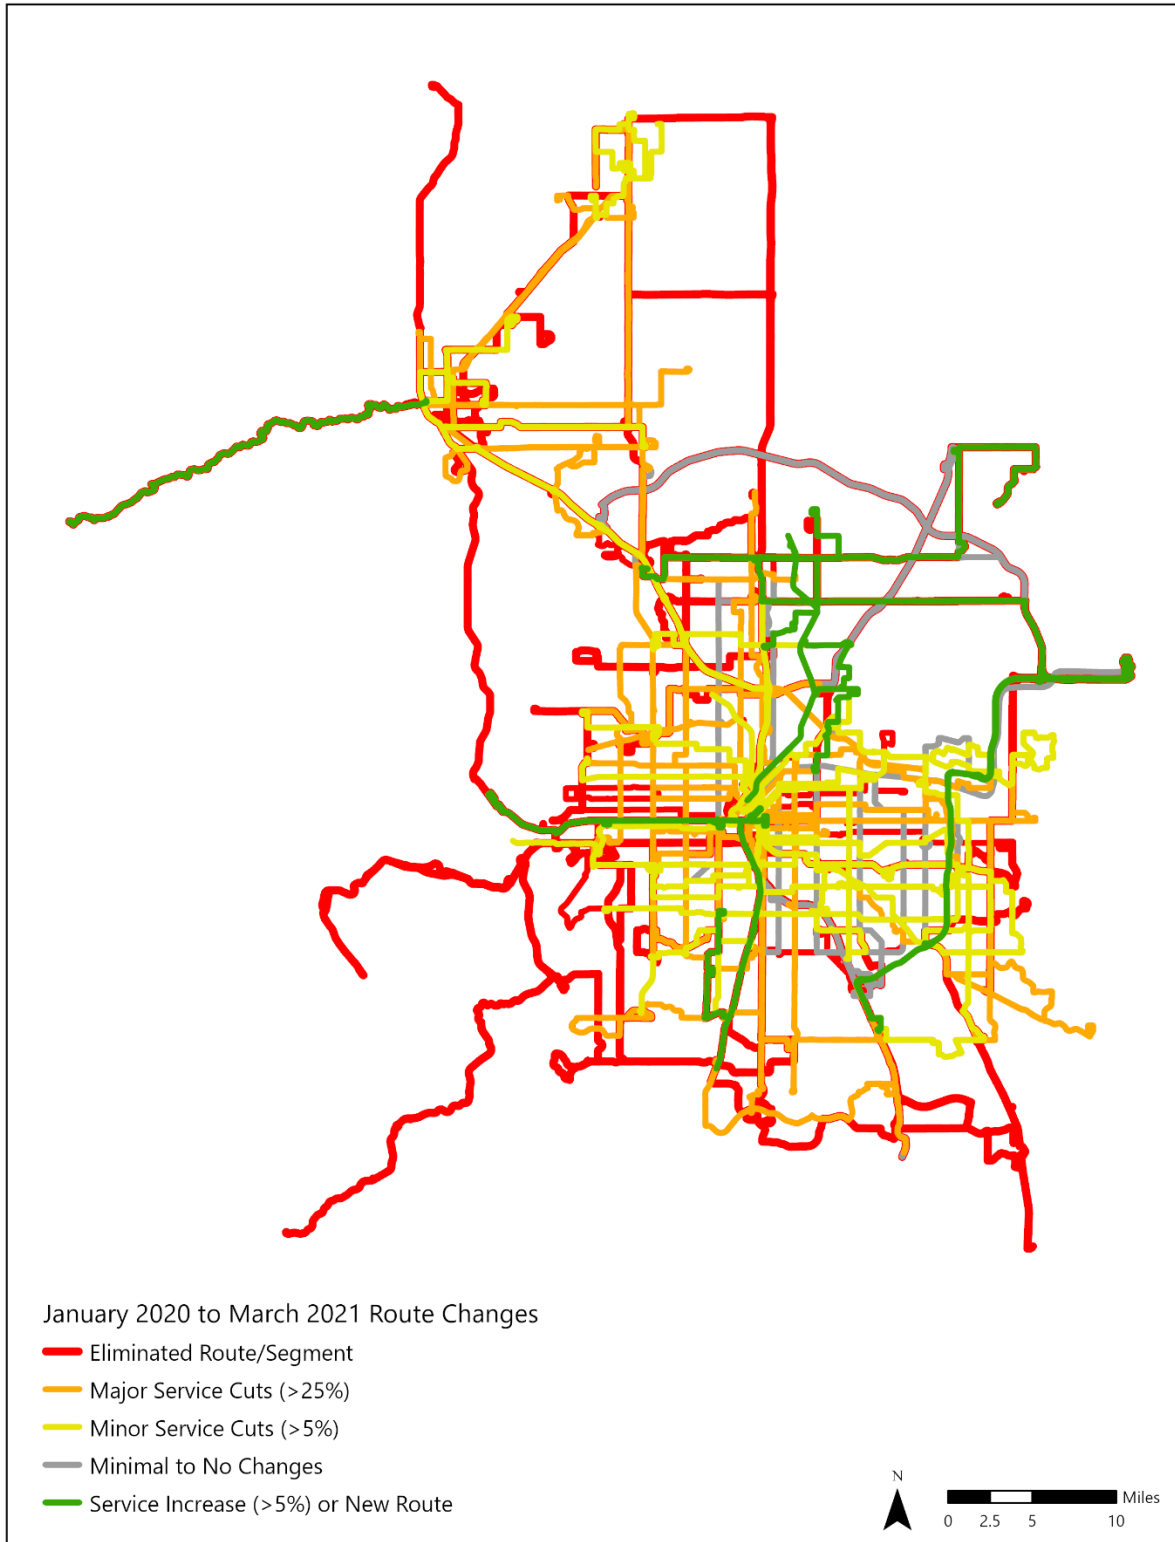 January 2020 to March 2021 Route Changes
Eliminated Route/Segment
Major Service Cuts (>25%)
Minor Service Cuts (>5%)
Minimal to No Changes
Service Increase (>5%) or New Route
N
Miles
0 2.5 5 10